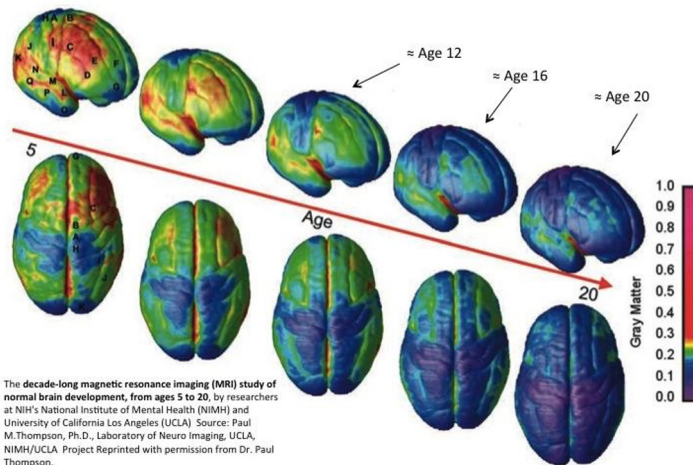 H A B
I
J
C
K
E
F
N
D
Q
M
G
P
L
O
≈ Age 12
≈ Age 16
≈ Age 20
5
Age
20
G
C
B
A
H
J
1.0
0.9
0.8
0.7
0.6
0.5
0.4
0.3
0.2
0.1
0.0
Gray Matter
The decade-long magnetic resonance imaging (MRI) study of
normal brain development, from ages 5 to 20, by researchers
at NIH's National Institute of Mental Health (NIMH) and
University of California Los Angeles (UCLA) Source: Paul
M.Thompson, Ph.D., Laboratory of Neuro Imaging, UCLA,
NIMH/UCLA Project Reprinted with permission from Dr. Paul
Thompson.